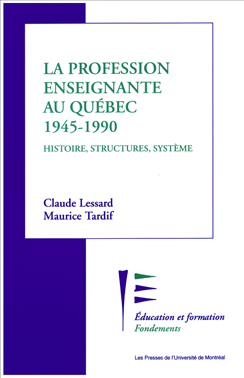 LA PROFESSION
ENSEIGNANTE
AU QUÉBEC
1945-1990
HISTOIRE, STRUCTURES, SYSTÈME
Claude Lessard
Maurice Tardif
Éducation et formation
Fondements
Les Presses de l'Université de Montréal